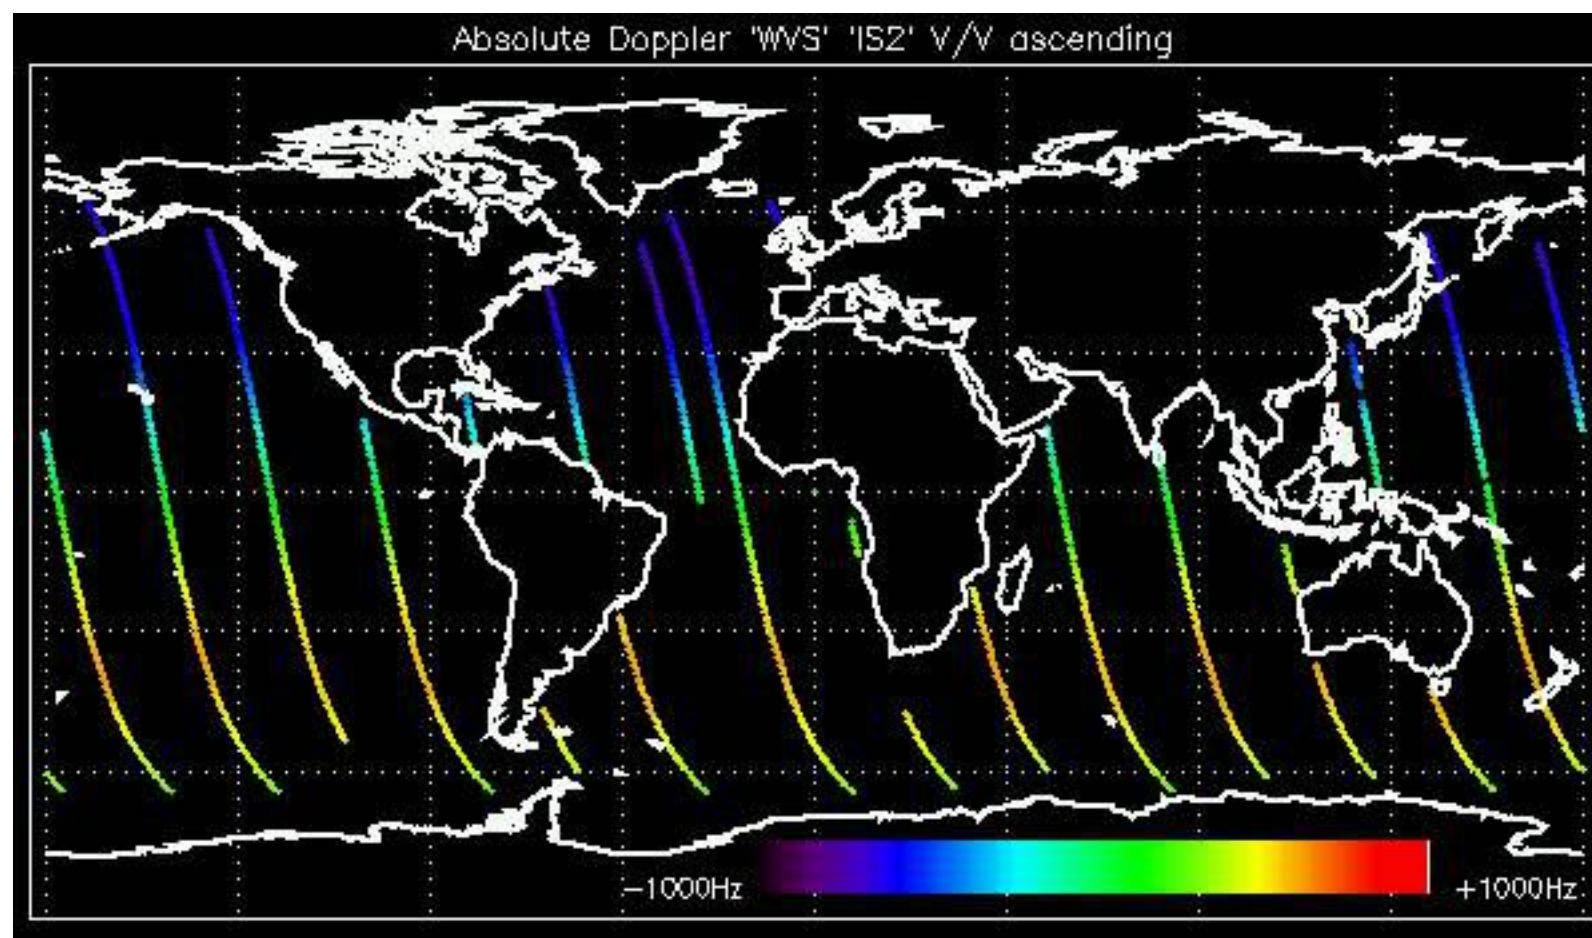 Absolute Doppler 'WVS' 'IS2' V/V ascending
-1000Hz +1000Hz